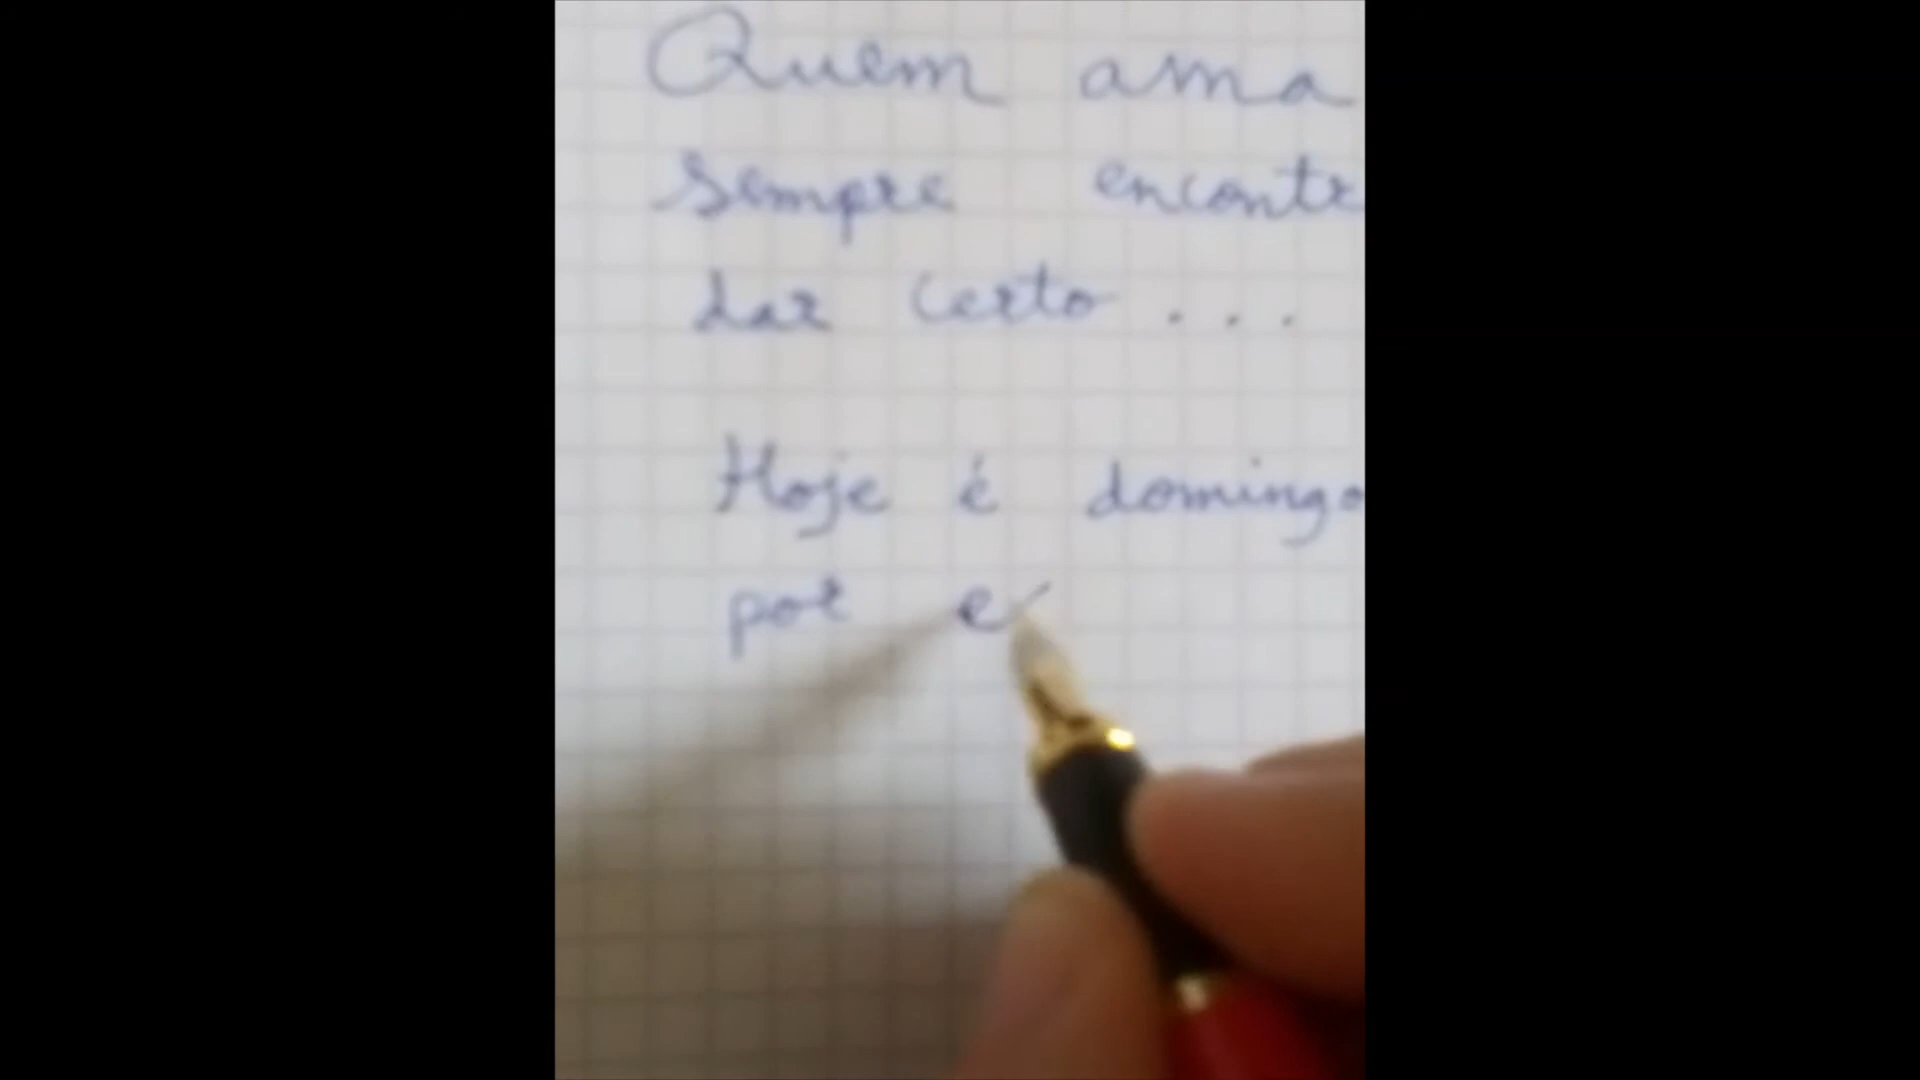 Quem ama
sempre encontr
dar certo ...
Hoje é domingo
por e